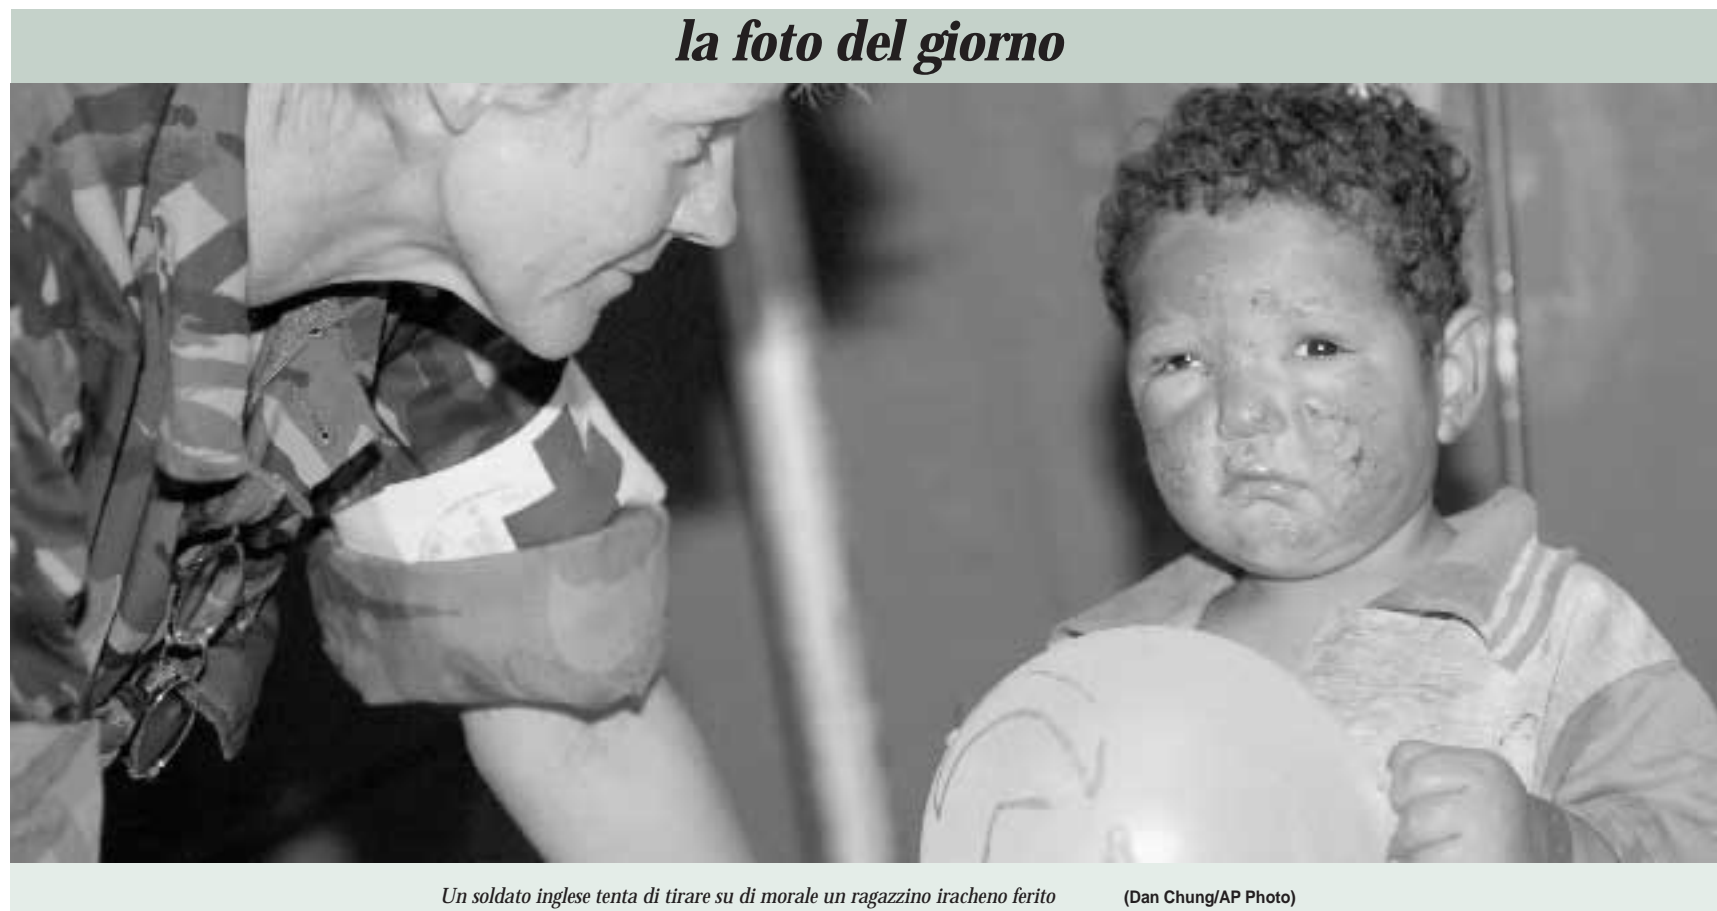 la foto del giorno
Un soldato inglese tenta di tirare su di morale un ragazzino iracheno ferito (Dan Chung/AP Photo)